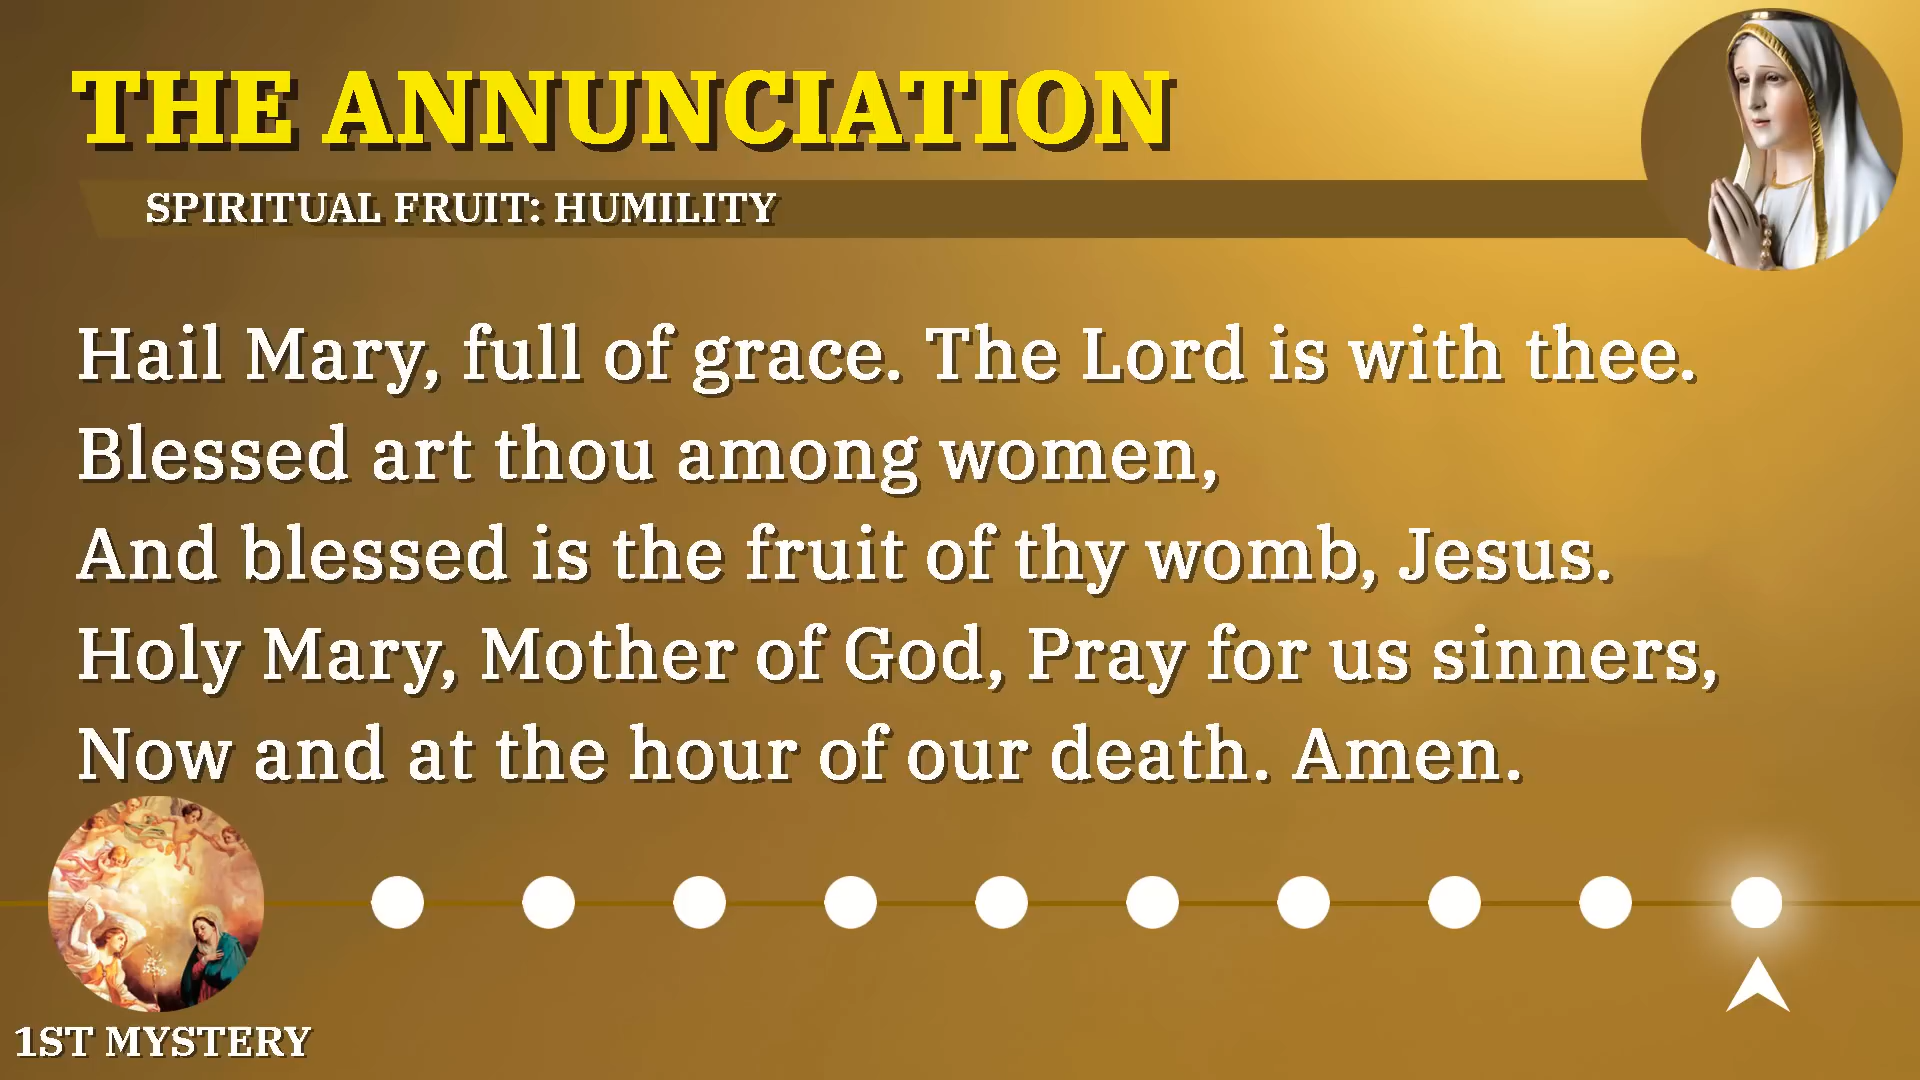 THE ANNUNCIATION
SPIRITUAL FRUIT: HUMILITY
Hail Mary, full of grace. The Lord is with thee.
Blessed art thou among women,
And blessed is the fruit of thy womb, Jesus.
Holy Mary, Mother of God, Pray for us sinners,
Now and at the hour of our death. Amen.
1ST MYSTERY